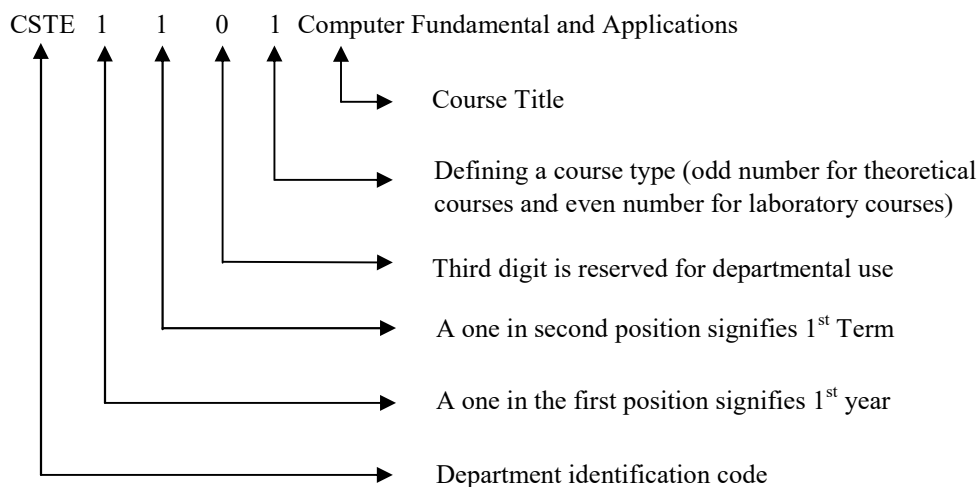 CSTE 1 1 0 1 Computer Fundamental and Applications
Course Title
Defining a course type (odd number for theoretical
courses and even number for laboratory courses)
Third digit is reserved for departmental use
A one in second position signifies 1st Term
A one in the first position signifies 1st year
Department identification code